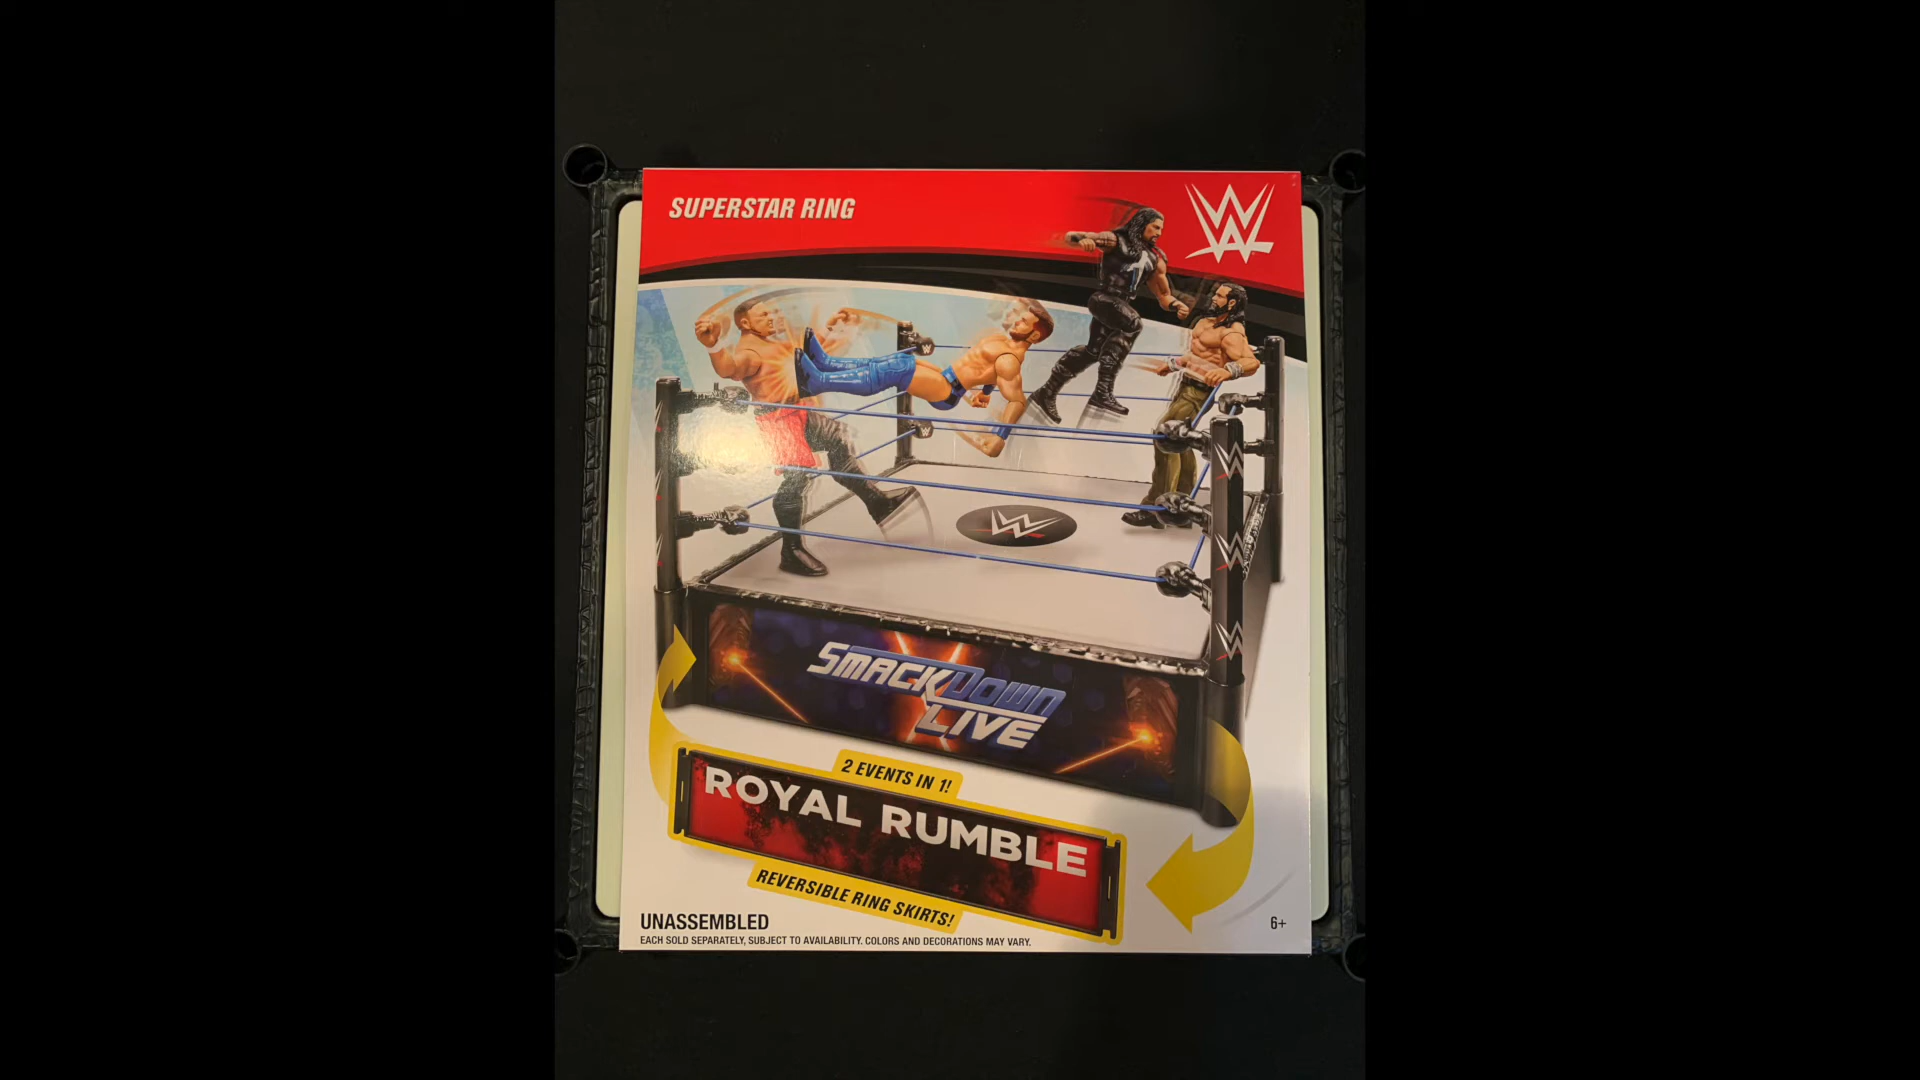 SUPERSTAR RING
W
W
W
W
W
W
W
SMACKDOWN
LIVE
2 EVENTS IN 1!
ROYAL RUMBLE
REVERSIBLE RING SKIRTS!
UNASSEMBLED
6+
EACH SOLD SEPARATELY, SUBJECT TO AVAILABILITY. COLORS AND DECORATIONS MAY VARY.